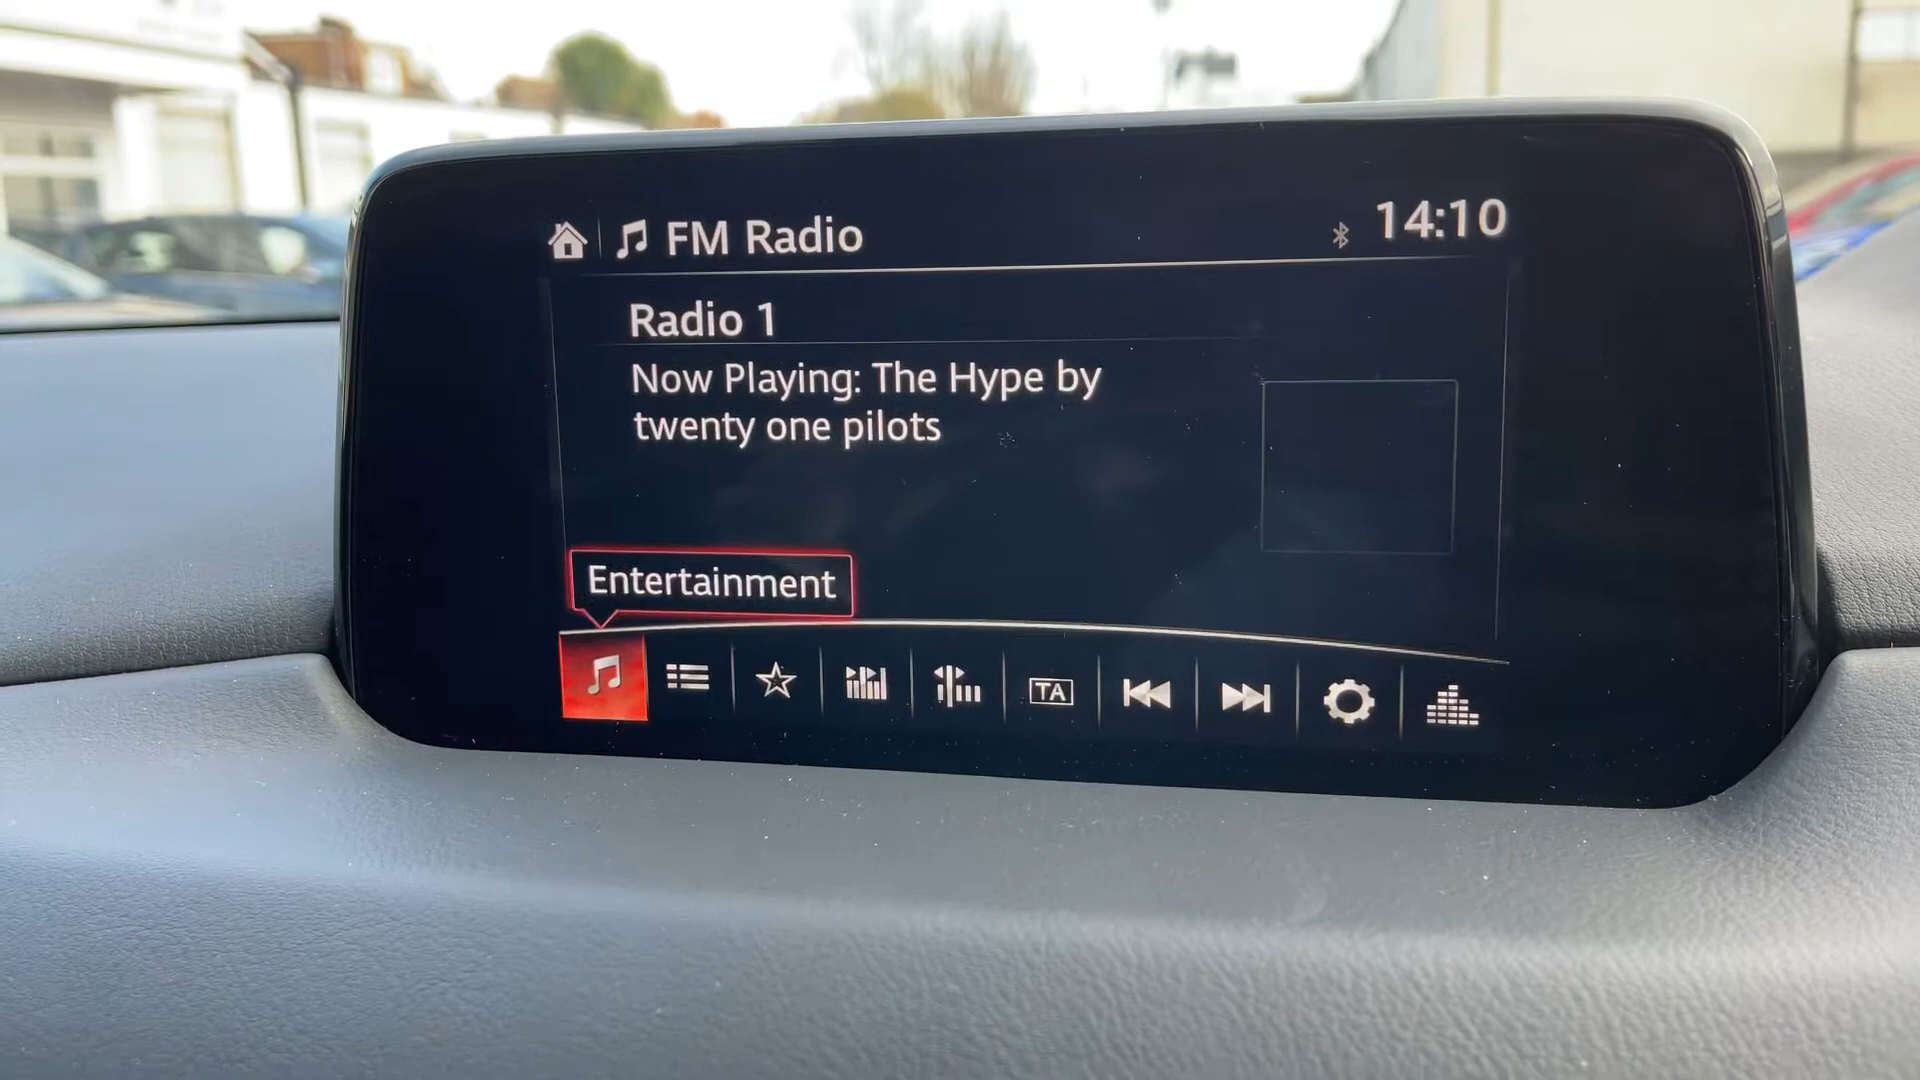 FM Radio
14:10
Radio 1
Now Playing: The Hype by
twenty one pilots
Entertainment
TA